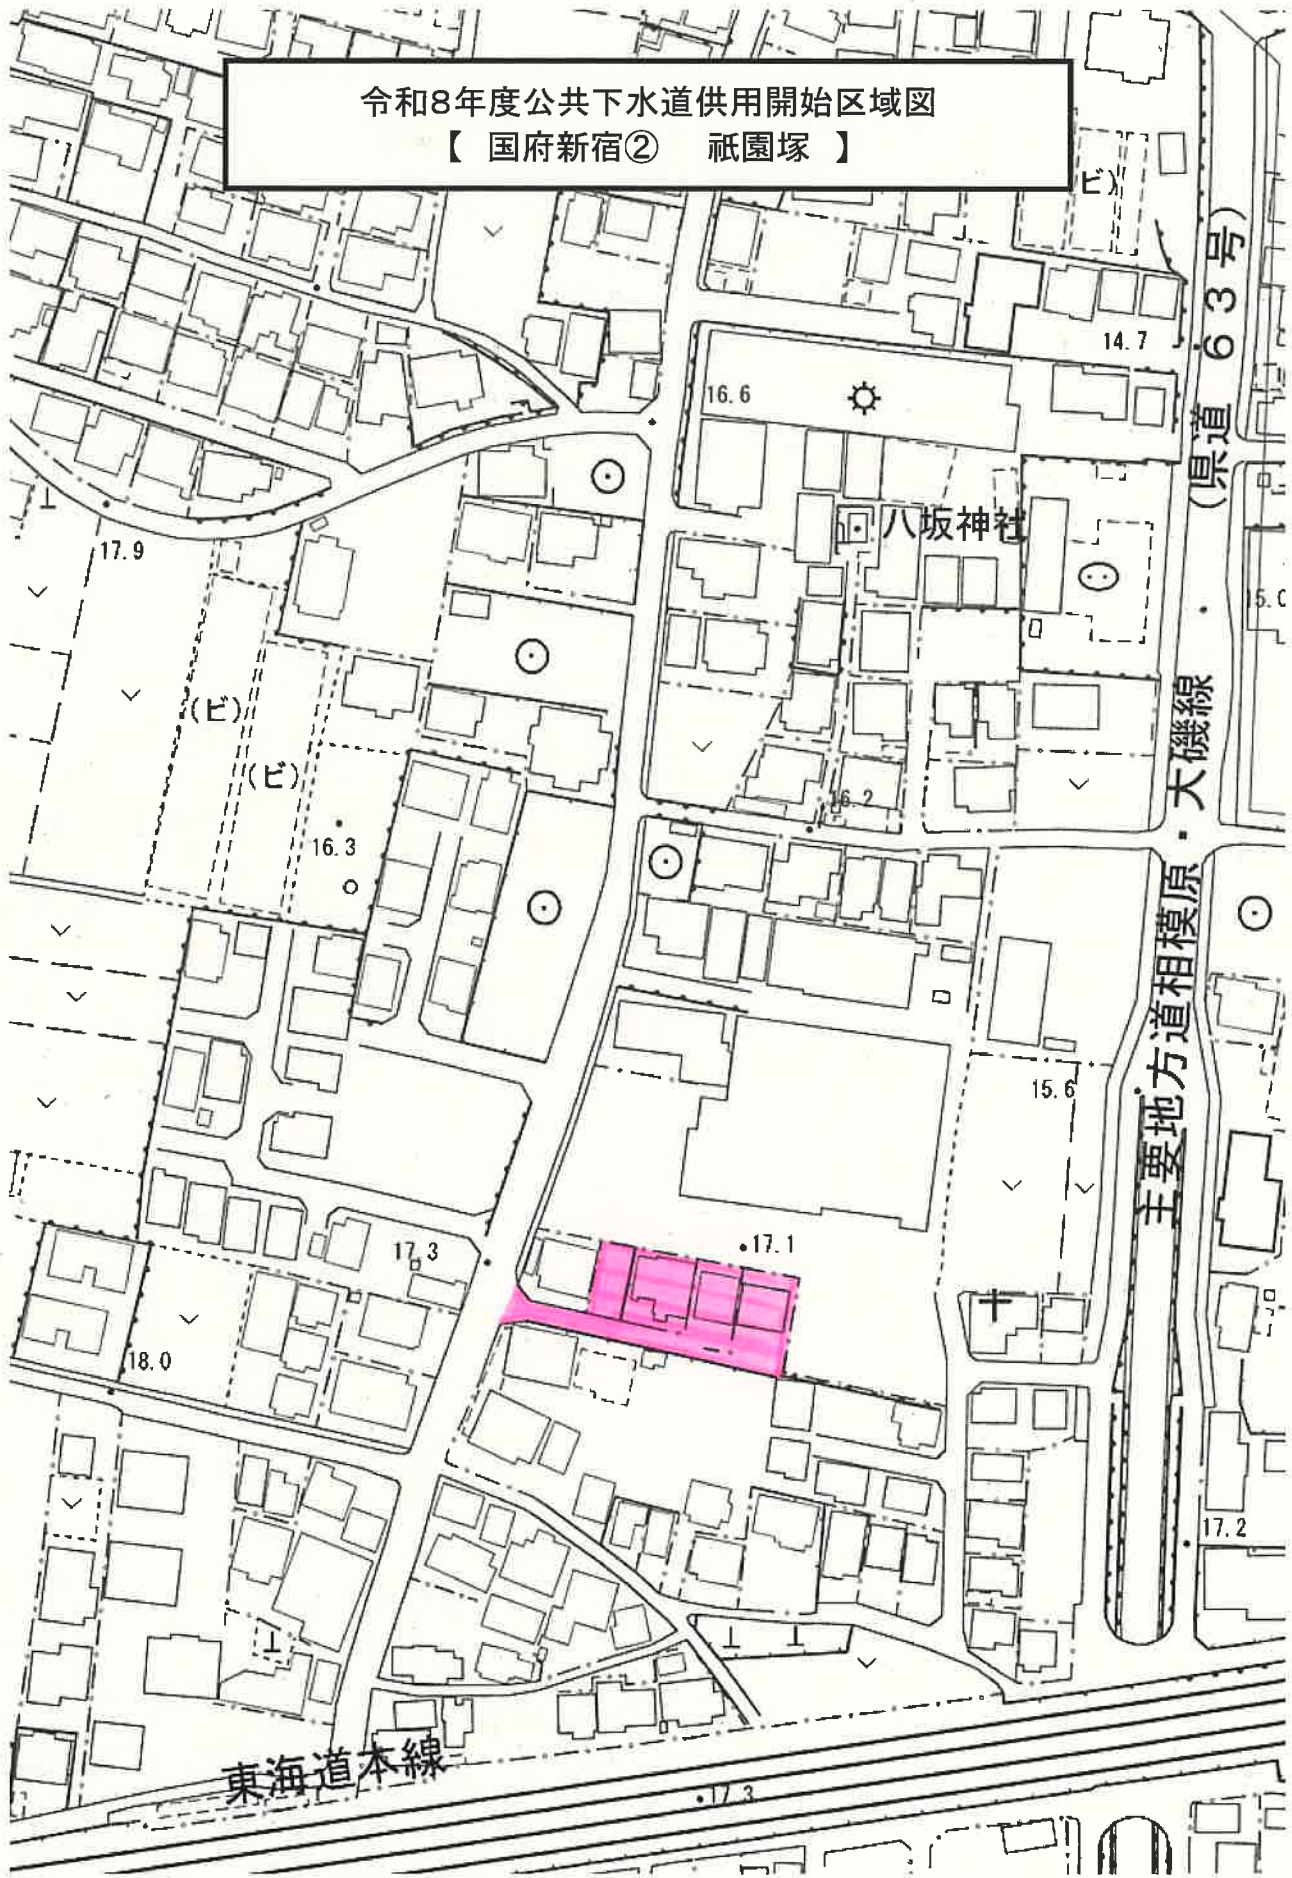 令和8年度公共下水道供用開始区域図
【 国府新宿② 祇園塚 】
(ビ)
14.7
16.6
八坂神社
17.9
15.0
(ビ)
(ビ)
16.2
16.3
主要地方道相模原・大磯線 (県道63号)
15.6
17.1
17.3
18.0
17.2
東海道本線
17.3